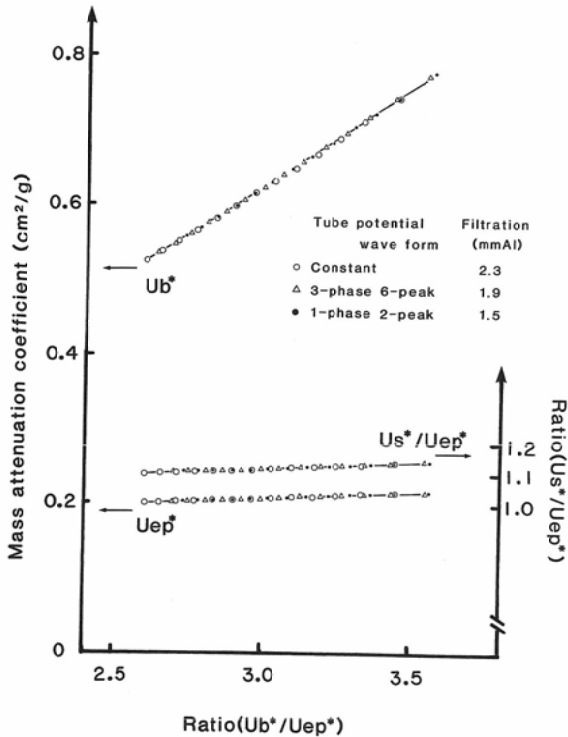 0.8
0.6
0.4
0.2
0
Mass attenuation coefficient (cm²/g)
Tube potential Filtration
wave form (mmAl)
○ Constant 2.3
△ 3-phase 6-peak 1.9
● 1-phase 2-peak 1.5
Ub*
Us*/Uep*
Uep*
1.2
1.1
1.0
Ratio(Us*/Uep*)
2.5 3.0 3.5
Ratio(Ub*/Uep*)